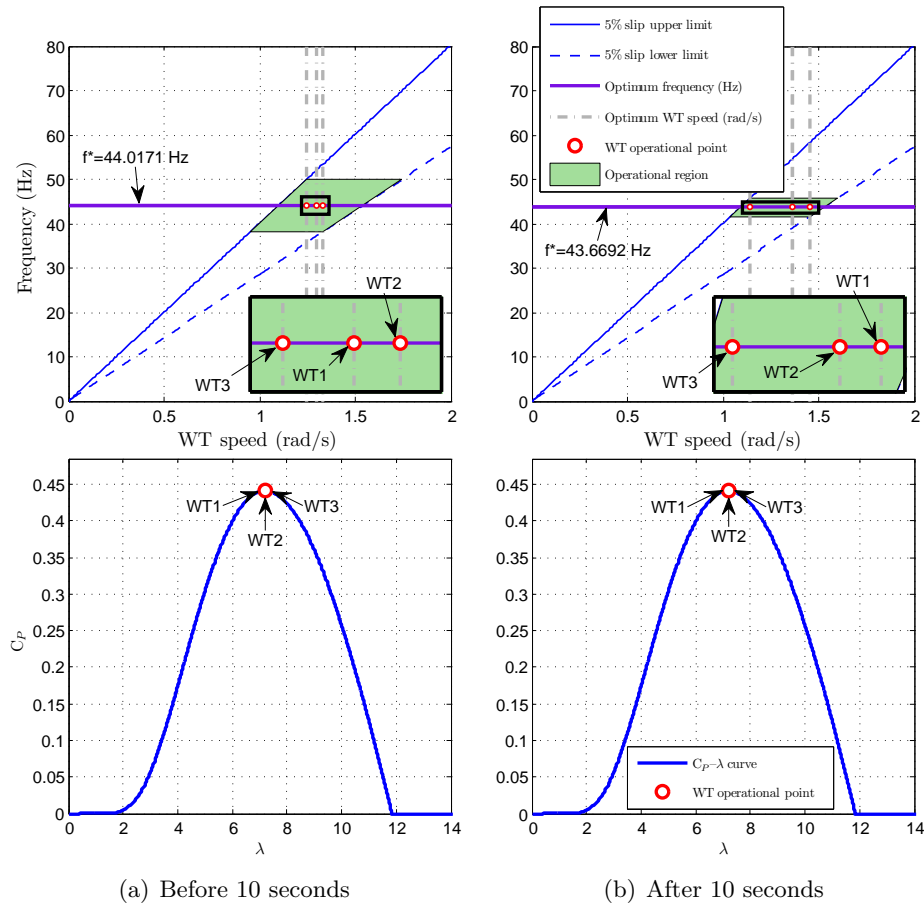 80
70
60
50
40
30
20
10
0
Frequency (Hz)
f*=44.0171 Hz
WT2
WT3
WT1
0
0.5
1
1.5
2
WT speed (rad/s)
80
70
60
50
40
30
20
10
0
5% slip upper limit
5% slip lower limit
Optimum frequency (Hz)
Optimum WT speed (rad/s)
WT operational point
Operational region
f*=43.6692 Hz
WT1
WT3
WT2
0
0.5
1
1.5
2
WT speed (rad/s)
0.45
0.4
0.35
0.3
0.25
0.2
0.15
0.1
0.05
0
C_P
WT1
WT3
WT2
0
2
4
6
8
10
12
14
λ
(a) Before 10 seconds
0.45
0.4
0.35
0.3
0.25
0.2
0.15
0.1
0.05
0
WT1
WT3
WT2
C_P–λ curve
WT operational point
0
2
4
6
8
10
12
14
λ
(b) After 10 seconds